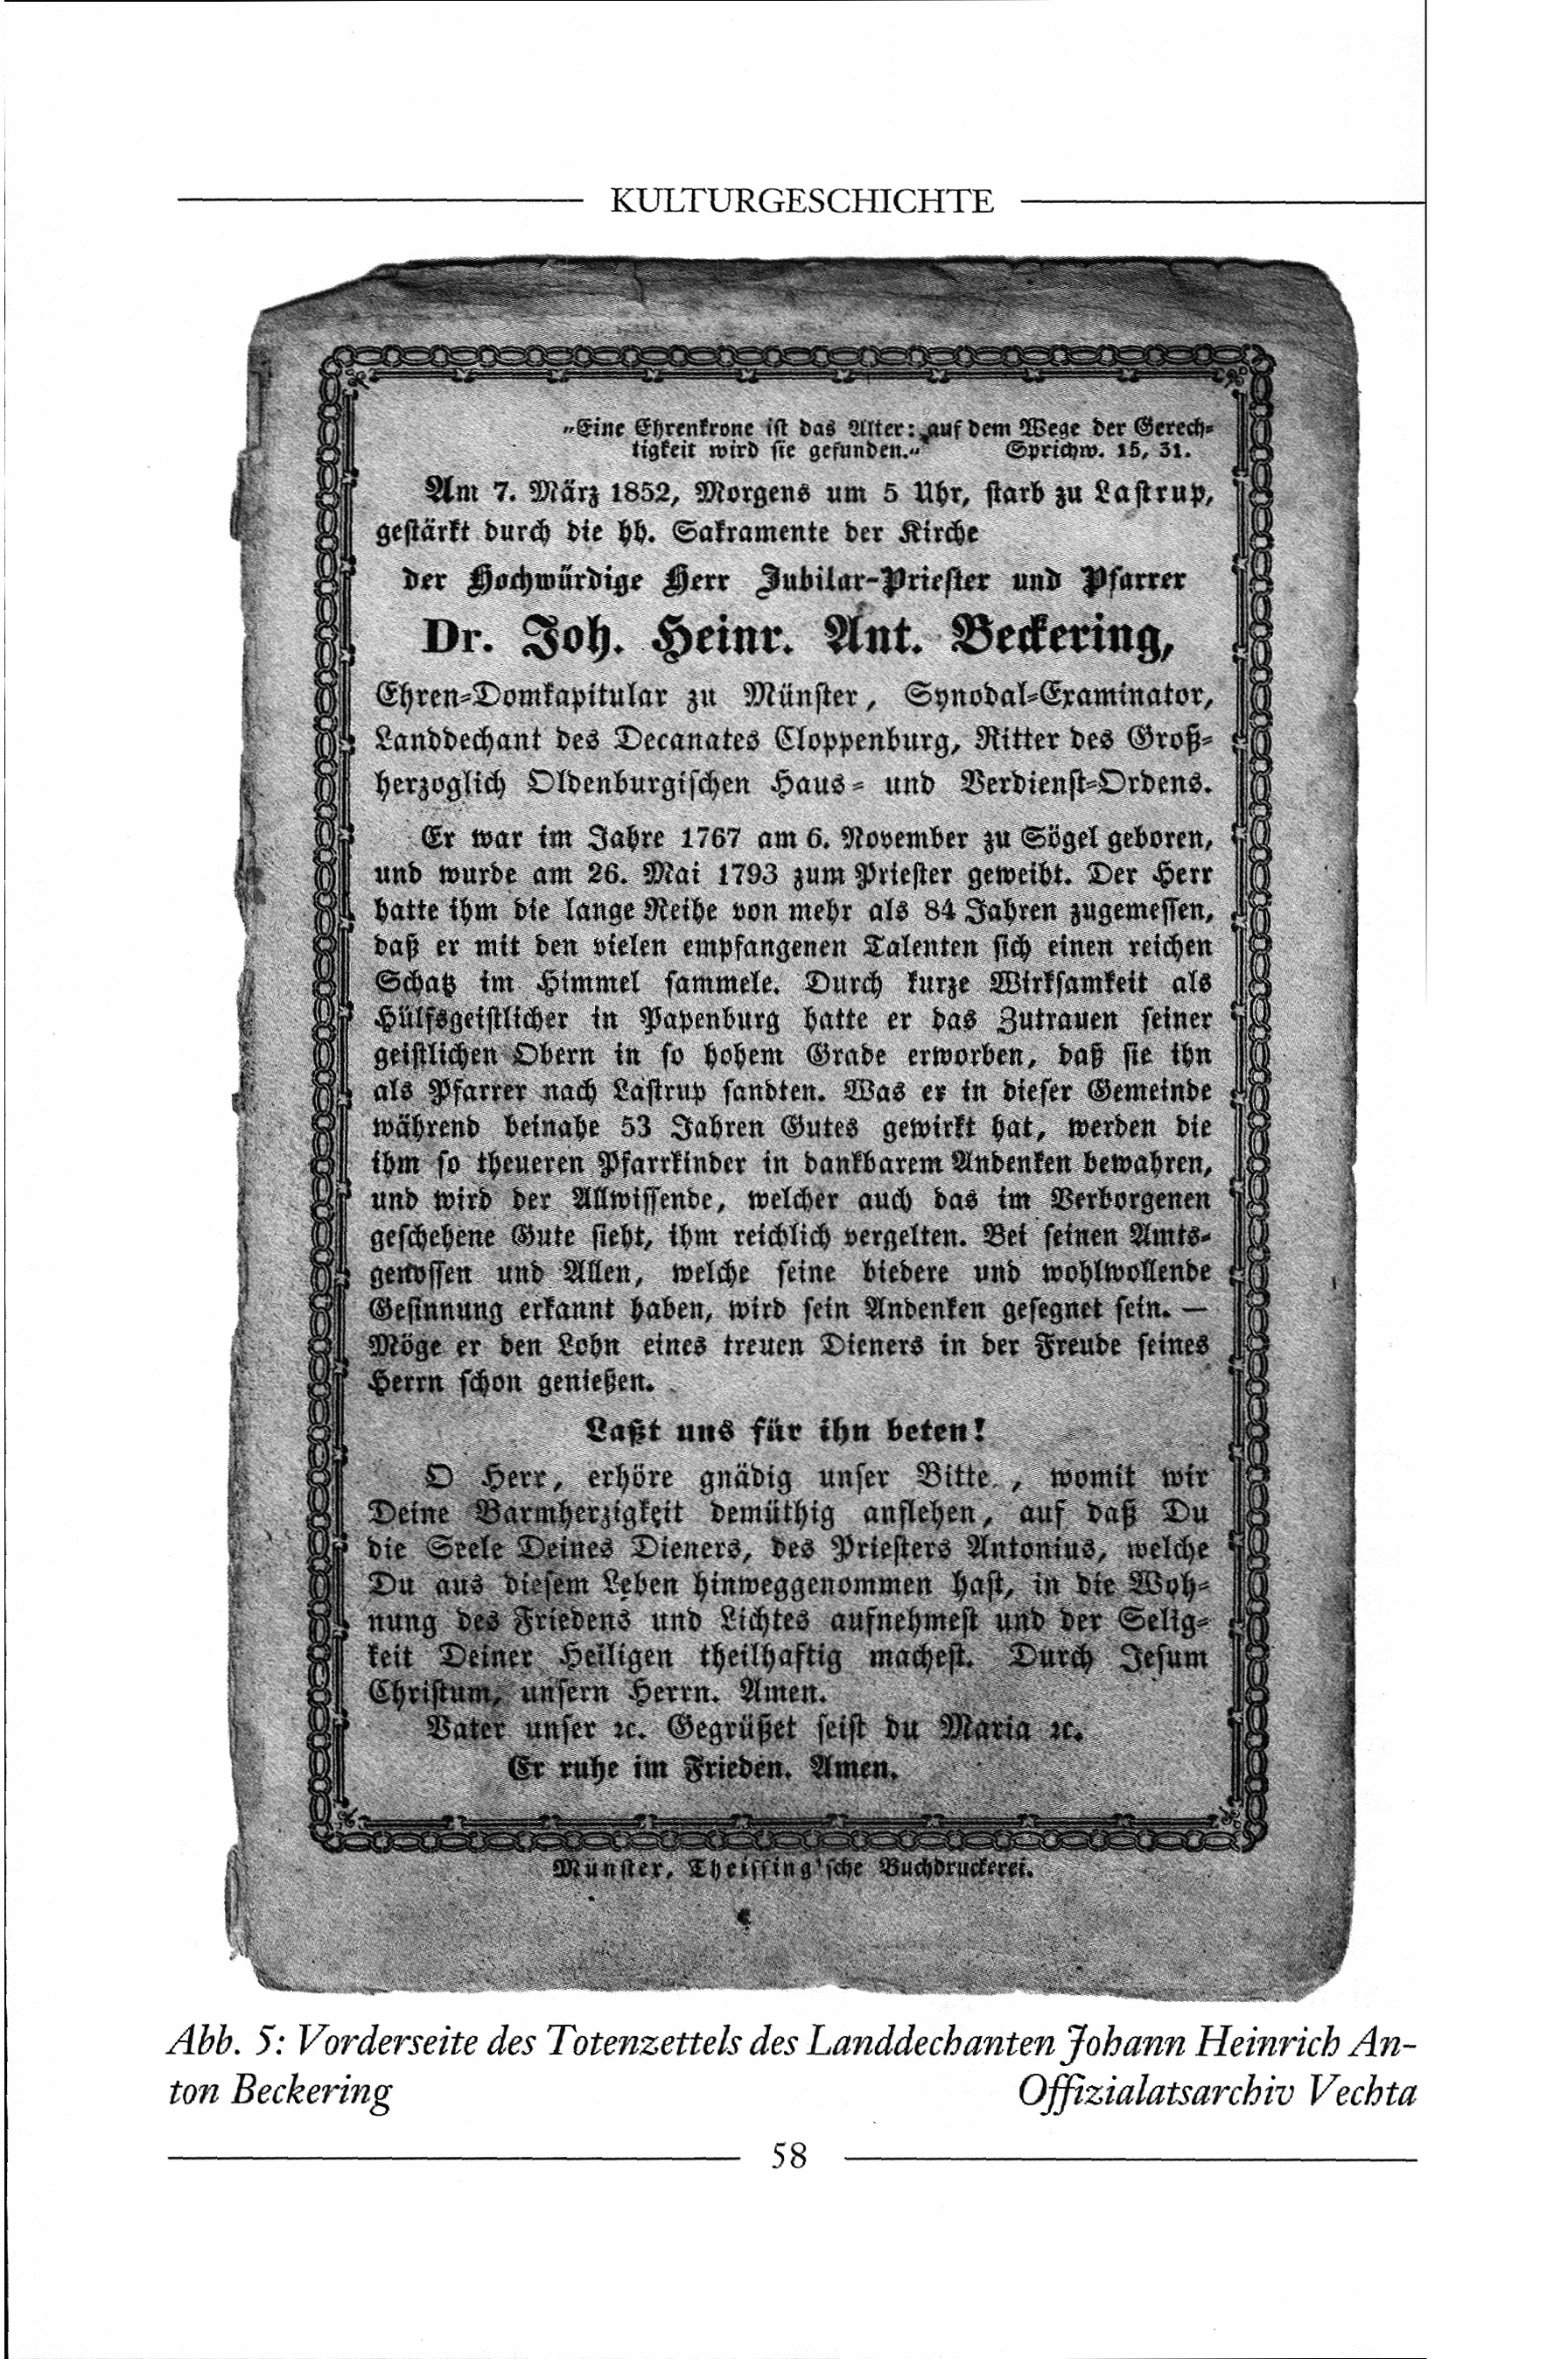 KULTURGESCHICHTE
„Eine Ehrenkrone ist das Alter: auf dem Wege der Gerech-
tigkeit wird sie gefunden.“ Sprichw. 15, 31.
Am 7. März 1852, Morgens um 5 Uhr, starb zu Lastrup,
gestärkt durch die hh. Sakramente der Kirche
der Hochwürdige Herr Jubilar-Priester und Pfarrer
Dr. Joh. Heinr. Ant. Beckering,
Ehren-Domkapitular zu Münster, Synodal-Examinator,
Landdechant des Decanates Cloppenburg, Ritter des Groß-
herzoglich Oldenburgischen Haus- und Verdienst-Ordens.
Er war im Jahre 1767 am 6. November zu Sögel geboren,
und wurde am 26. Mai 1793 zum Priester geweiht. Der Herr
hatte ihm die lange Reihe von mehr als 84 Jahren zugemessen,
daß er mit den vielen empfangenen Talenten sich einen reichen
Schatz im Himmel sammele. Durch kurze Wirksamkeit als
Hülfsgeistlicher in Papenburg hatte er das Zutrauen seiner
geistlichen Obern in so hohem Grade erworben, daß sie ihn
als Pfarrer nach Lastrup sandten. Was er in dieser Gemeinde
während beinahe 53 Jahren Gutes gewirkt hat, werden die
ihm so theueren Pfarrkinder in dankbarem Andenken bewahren,
und wird der Allwissende, welcher auch das im Verborgenen
geschehene Gute sieht, ihm reichlich vergelten. Bei seinen Amts-
genossen und Allen, welche seine biedere und wohlwollende
Gesinnung erkannt haben, wird sein Andenken gesegnet sein. —
Möge er den Lohn eines treuen Dieners in der Freude seines
Herrn schon genießen.
Laßt uns für ihn beten!
O Herr, erhöre gnädig unser Bitte , womit wir
Deine Barmherzigkeit demüthig anflehen, auf daß Du
die Seele Deines Dieners, des Priesters Antonius, welche
Du aus diesem Leben hinweggenommen hast, in die Woh-
nung des Friedens und Lichtes aufnehmest und der Selig-
keit Deiner Heiligen theilhaftig machest. Durch Jesum
Christum, unsern Herrn. Amen.
Vater unser ꝛc. Gegrüßet seist du Maria ꝛc.
Er ruhe im Frieden. Amen.
Münster, Theissing'sche Buchdruckerei.
Abb. 5: Vorderseite des Totenzettels des Landdechanten Johann Heinrich An-
ton Beckering Offizialatsarchiv Vechta
58